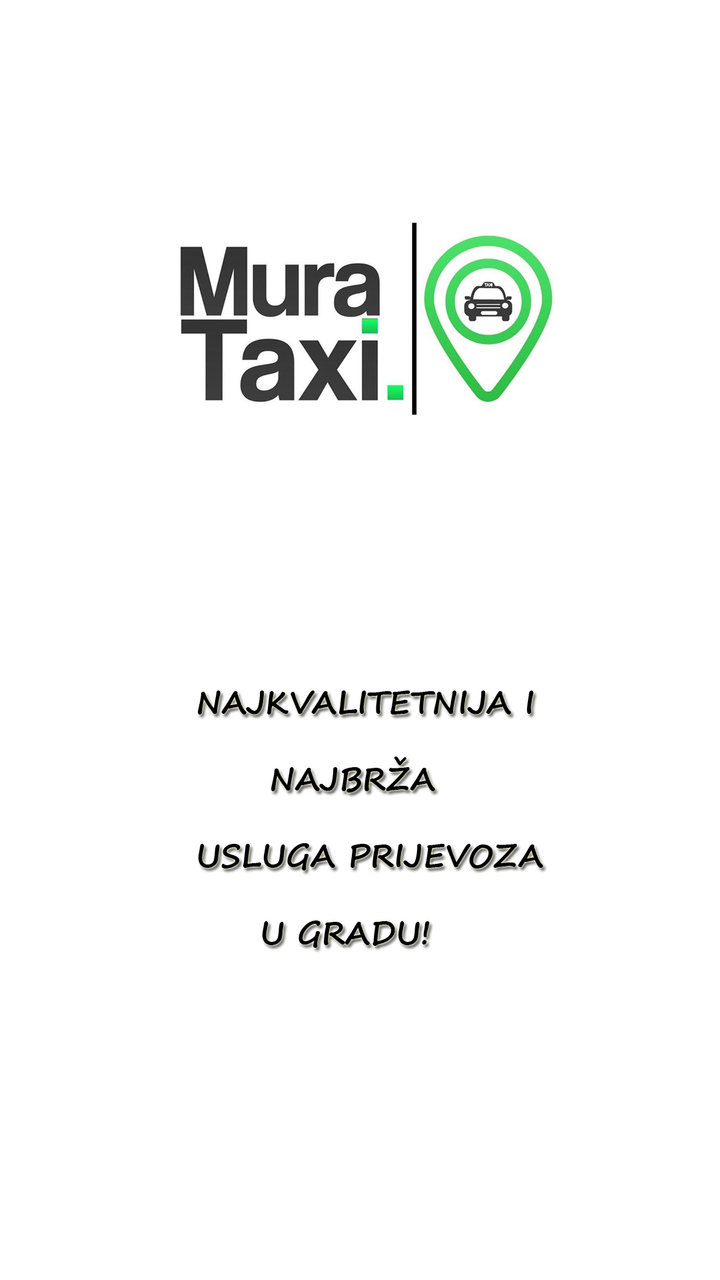 Mura
Taxi.
TAXI
NAJKVALITETNIJA I
NAJBRŽA
USLUGA PRIJEVOZA
U GRADU!